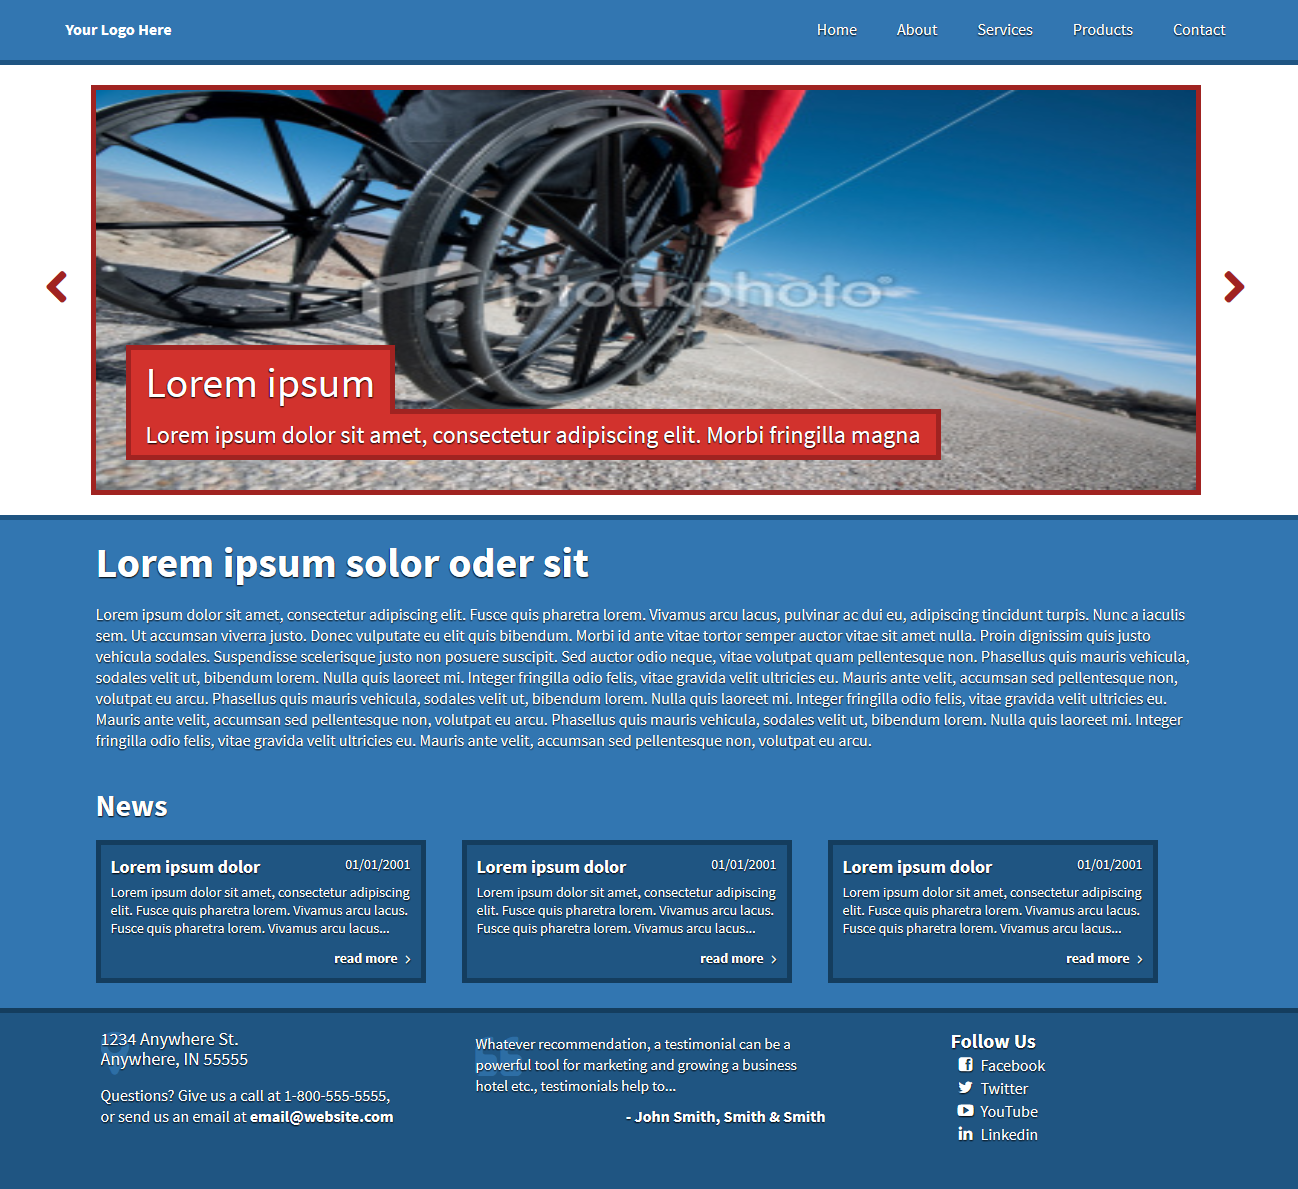 Your Logo Here
Home About Services Products Contact
iStockphoto
Lorem ipsum
Lorem ipsum dolor sit amet, consectetur adipiscing elit. Morbi fringilla magna
Lorem ipsum solor oder sit
Lorem ipsum dolor sit amet, consectetur adipiscing elit. Fusce quis pharetra lorem. Vivamus arcu lacus, pulvinar ac dui eu, adipiscing tincidunt turpis. Nunc a iaculis
sem. Ut accumsan viverra justo. Donec vulputate eu elit quis bibendum. Morbi id ante vitae tortor semper auctor vitae sit amet nulla. Proin dignissim quis justo
vehicula sodales. Suspendisse scelerisque justo non posuere suscipit. Sed auctor odio neque, vitae volutpat quam pellentesque non. Phasellus quis mauris vehicula,
sodales velit ut, bibendum lorem. Nulla quis laoreet mi. Integer fringilla odio felis, vitae gravida velit ultricies eu. Mauris ante velit, accumsan sed pellentesque non,
volutpat eu arcu. Phasellus quis mauris vehicula, sodales velit ut, bibendum lorem. Nulla quis laoreet mi. Integer fringilla odio felis, vitae gravida velit ultricies eu.
Mauris ante velit, accumsan sed pellentesque non, volutpat eu arcu. Phasellus quis mauris vehicula, sodales velit ut, bibendum lorem. Nulla quis laoreet mi. Integer
fringilla odio felis, vitae gravida velit ultricies eu. Mauris ante velit, accumsan sed pellentesque non, volutpat eu arcu.
News
Lorem ipsum dolor 01/01/2001
Lorem ipsum dolor sit amet, consectetur adipiscing
elit. Fusce quis pharetra lorem. Vivamus arcu lacus.
Fusce quis pharetra lorem. Vivamus arcu lacus...
read more
Lorem ipsum dolor 01/01/2001
Lorem ipsum dolor sit amet, consectetur adipiscing
elit. Fusce quis pharetra lorem. Vivamus arcu lacus.
Fusce quis pharetra lorem. Vivamus arcu lacus...
read more
Lorem ipsum dolor 01/01/2001
Lorem ipsum dolor sit amet, consectetur adipiscing
elit. Fusce quis pharetra lorem. Vivamus arcu lacus.
Fusce quis pharetra lorem. Vivamus arcu lacus...
read more
1234 Anywhere St.
Anywhere, IN 55555
Questions? Give us a call at 1-800-555-5555,
or send us an email at email@website.com
Whatever recommendation, a testimonial can be a
powerful tool for marketing and growing a business
hotel etc., testimonials help to...
- John Smith, Smith & Smith
Follow Us
Facebook
Twitter
YouTube
Linkedin